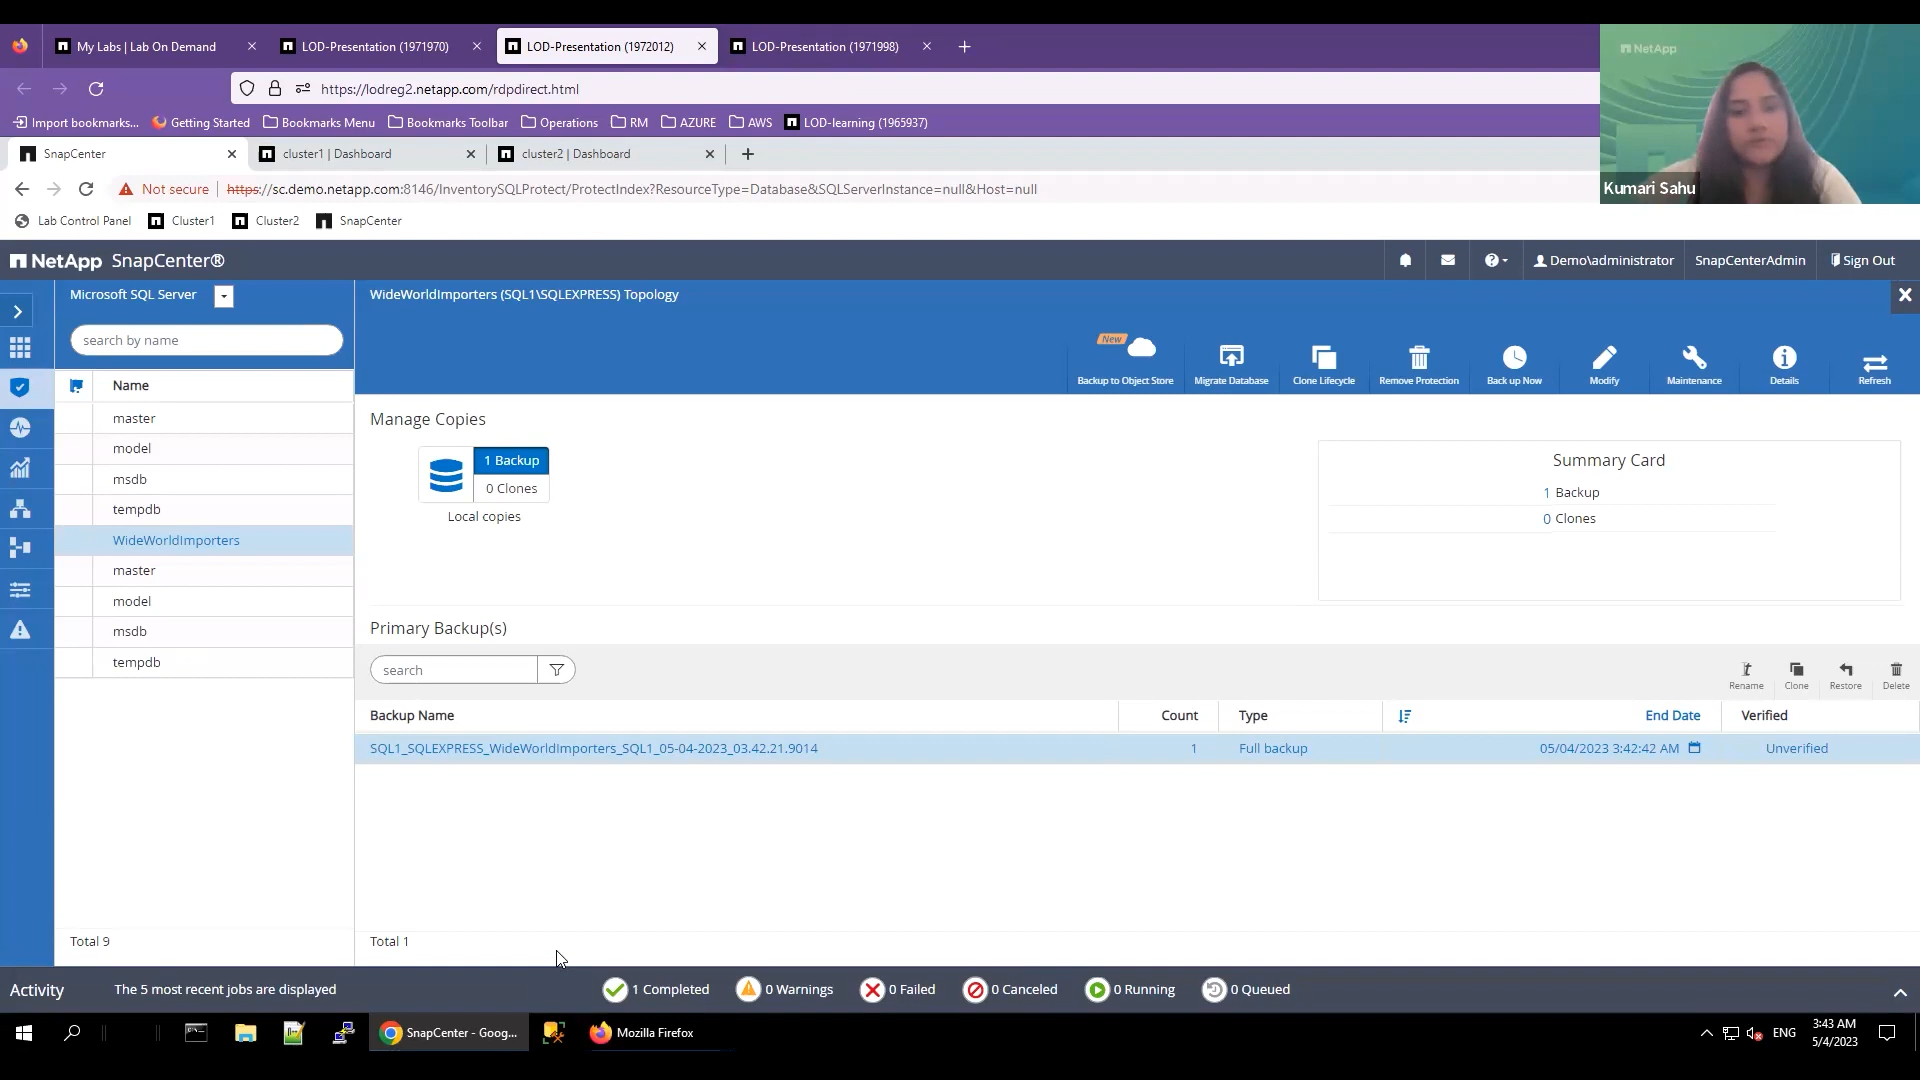 My Labs | Lab On Demand
LOD-Presentation (1971970)
LOD-Presentation (1972012)
LOD-Presentation (1971998)
NetApp
https://lodreg2.netapp.com/rdpdirect.html
Import bookmarks...
Getting Started
Bookmarks Menu
Bookmarks Toolbar
Operations
RM
AZURE
AWS
LOD-learning (1965937)
SnapCenter
cluster1 | Dashboard
cluster2 | Dashboard
Kumari Sahu
Not secure
https://sc.demo.netapp.com:8146/InventorySQLProtect/ProtectIndex?ResourceType=Database&SQLServerInstance=null&Host=null
Lab Control Panel
Cluster1
Cluster2
SnapCenter
NetApp SnapCenter®
Demo\administrator
SnapCenterAdmin
Sign Out
Microsoft SQL Server
WideWorldImporters (SQL1\SQLEXPRESS) Topology
search by name
New
Backup to Object Store
Migrate Database
Clone Lifecycle
Remove Protection
Back up Now
Modify
Maintenance
Details
Refresh
Name
master
model
msdb
tempdb
WideWorldImporters
master
model
msdb
tempdb
Total 9
Manage Copies
1 Backup
0 Clones
Local copies
Summary Card
1 Backup
0 Clones
Primary Backup(s)
search
Rename
Clone
Restore
Delete
Backup Name
Count
Type
End Date
Verified
SQL1_SQLEXPRESS_WideWorldImporters_SQL1_05-04-2023_03.42.21.9014
1
Full backup
05/04/2023 3:42:42 AM
Unverified
Total 1
Activity
The 5 most recent jobs are displayed
1 Completed
0 Warnings
0 Failed
0 Canceled
0 Running
0 Queued
SnapCenter - Goog...
Mozilla Firefox
ENG
3:43 AM
5/4/2023